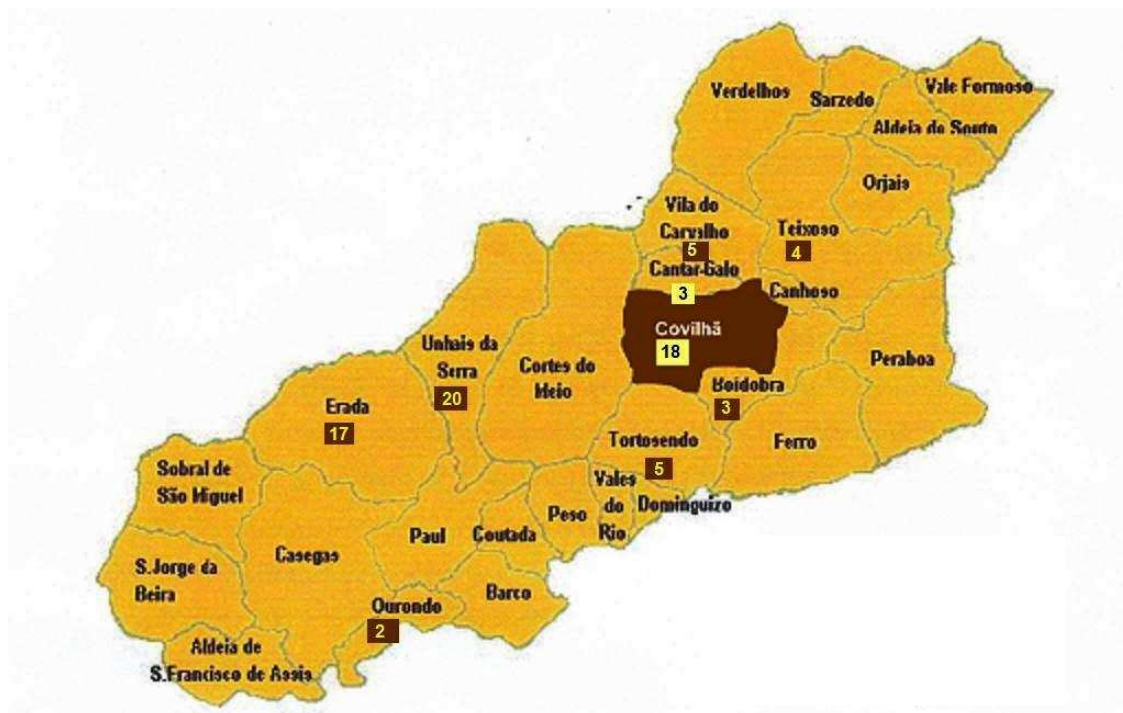 Verdelhos
Sarzedo
Vale Formoso
Aldeia do Souto
Orjais
Vila do
Carvalho
5
Teixoso
4
Cantar-Galo
3
Canhoso
Covilhã
18
Unhais da
Serra
20
Cortes do
Meio
Peraboa
Boidobra
3
Erada
17
Tortosendo
5
Ferro
Sobral de
São Miguel
Vales
do
Rio
Dominguizo
Peso
Paul
Coutada
Casegas
S.Jorge da
Beira
Barco
Ourondo
2
Aldeia de
S.Francisco de Assis